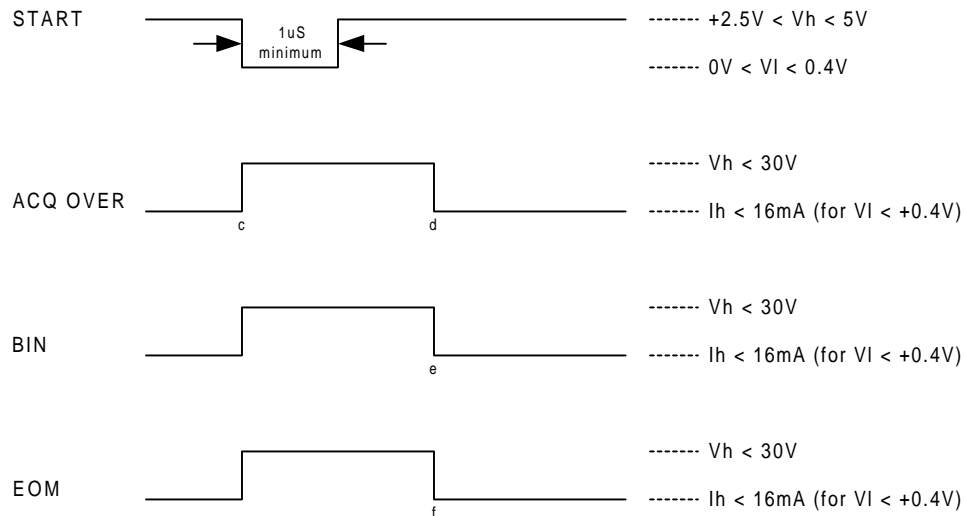 START
1uS
minimum
+2.5V < Vh < 5V
0V < Vl < 0.4V
ACQ OVER
c
d
Vh < 30V
Ih < 16mA (for Vl < +0.4V)
BIN
e
Vh < 30V
Ih < 16mA (for Vl < +0.4V)
EOM
f
Vh < 30V
Ih < 16mA (for Vl < +0.4V)